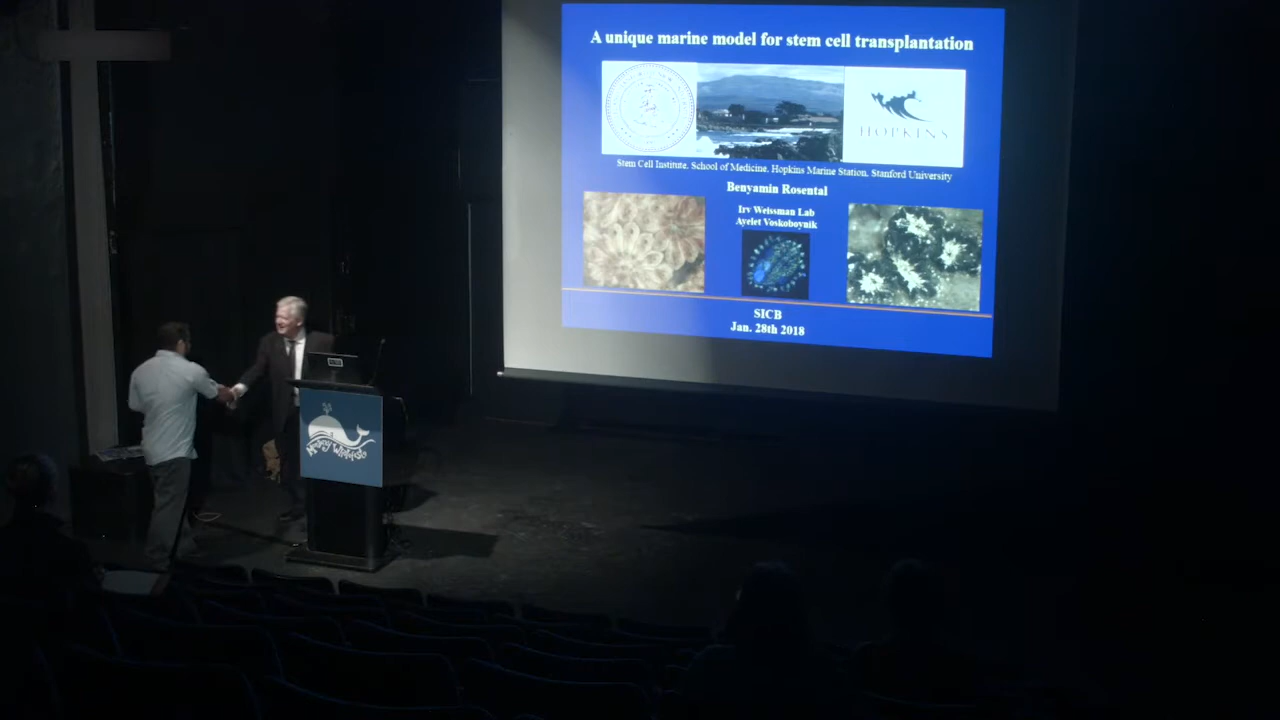 A unique marine model for stem cell transplantation
HOPKINS
Stem Cell Institute, School of Medicine, Hopkins Marine Station, Stanford University
Benyamin Rosental
Irv Weissman Lab
Ayelet Voskoboynik
SICB
Jan. 28th 2018